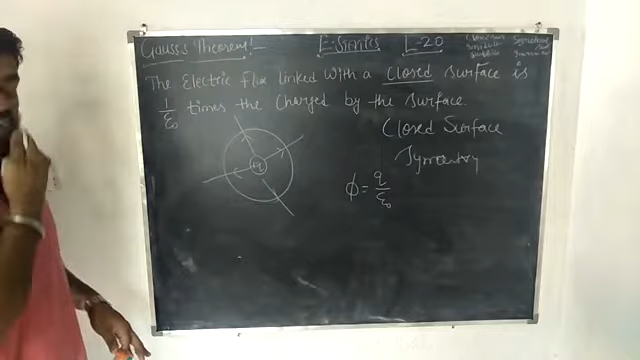 Gauss's Theorem:-
E-Statics L-20
The Electric Flux linked with a closed surface is
1/ε₀ times the charged by the surface.
Closed Surface
+q
φ = q/ε₀